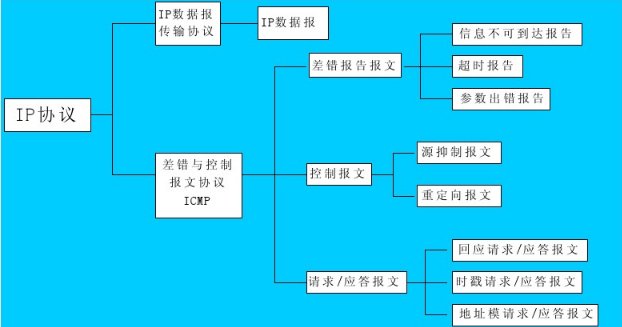 IP协议
IP数据报
传输协议
IP数据报
差错与控制
报文协议
ICMP
差错报告报文
信息不可到达报告
超时报告
参数出错报告
控制报文
源抑制报文
重定向报文
请求/应答报文
回应请求/应答报文
时戳请求/应答报文
地址模请求/应答报文